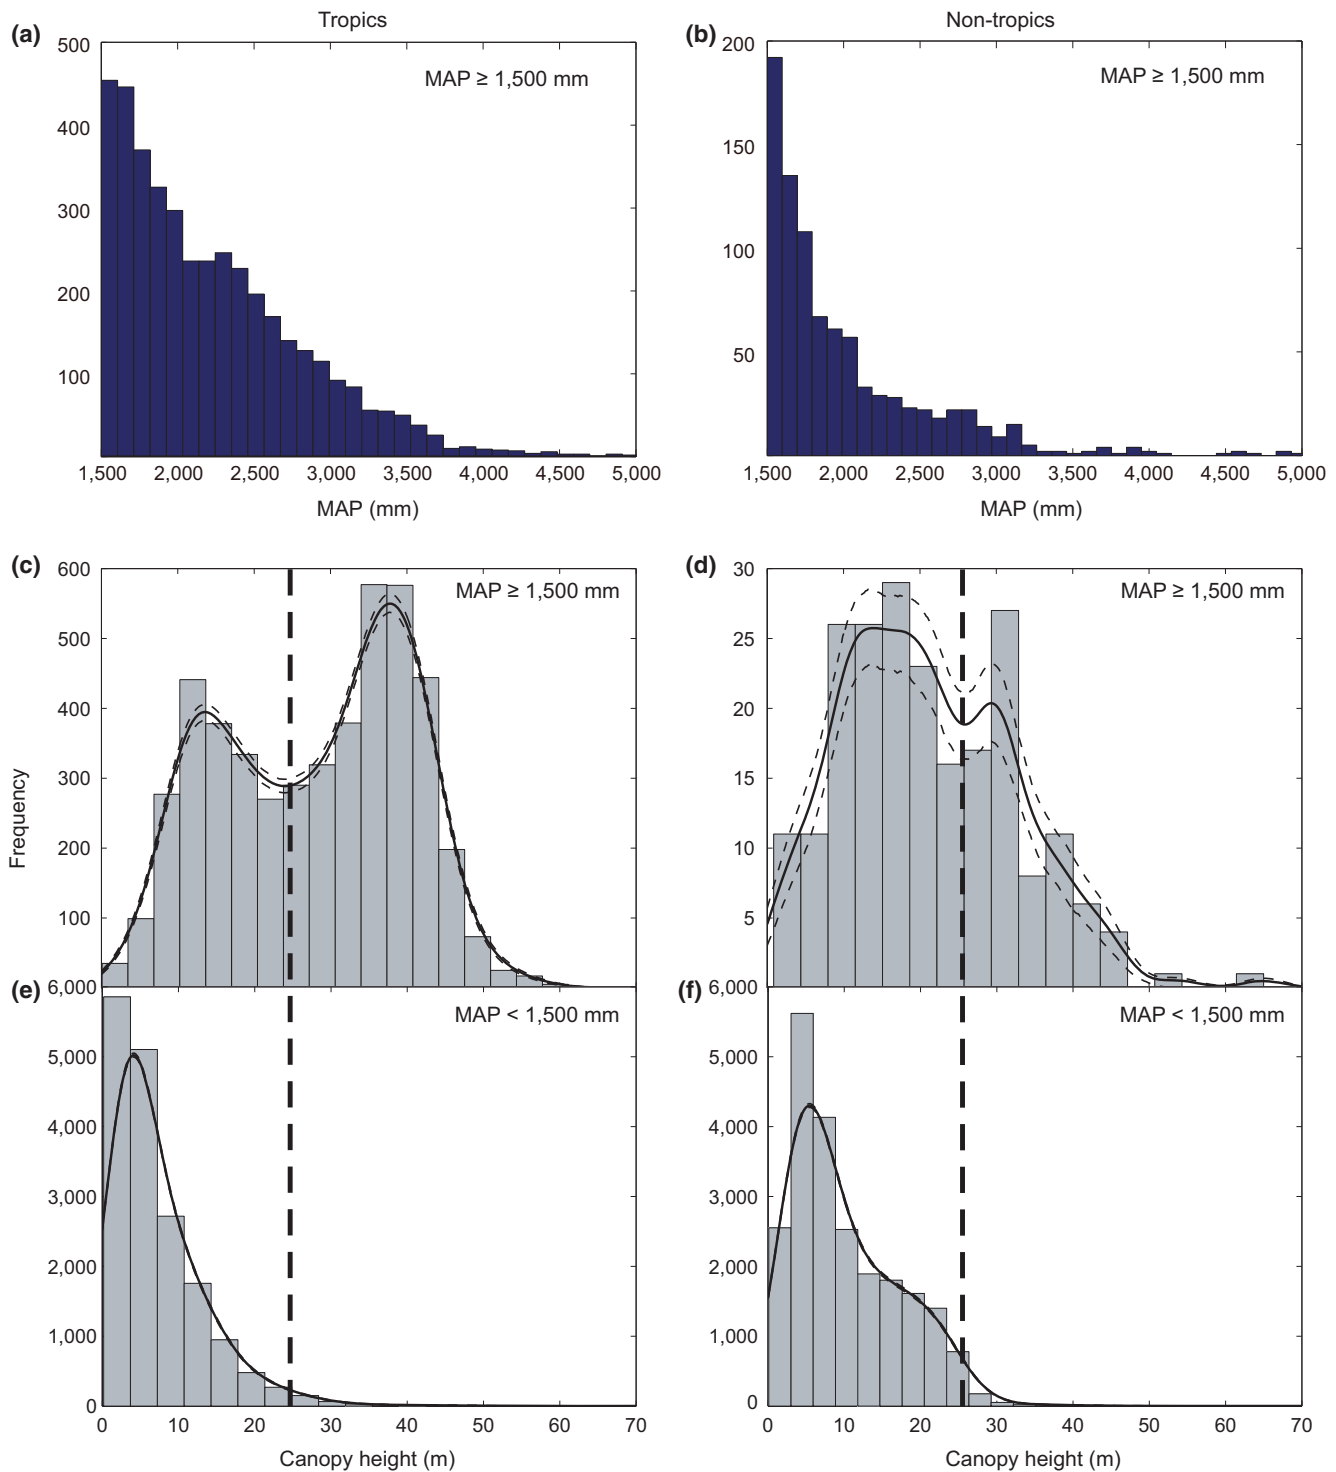 Tropics
Non-tropics
(a)
500
400
300
200
100
MAP ≥ 1,500 mm
1,500 2,000 2,500 3,000 3,500 4,000 4,500 5,000
MAP (mm)
(b)
200
150
100
50
MAP ≥ 1,500 mm
1,500 2,000 2,500 3,000 3,500 4,000 4,500 5,000
MAP (mm)
Frequency
(c)
600
500
400
300
200
100
MAP ≥ 1,500 mm
(d)
30
25
20
15
10
5
MAP ≥ 1,500 mm
(e)
6,000
5,000
4,000
3,000
2,000
1,000
0
MAP < 1,500 mm
0 10 20 30 40 50 60 70
Canopy height (m)
(f)
6,000
5,000
4,000
3,000
2,000
1,000
0
MAP < 1,500 mm
0 10 20 30 40 50 60 70
Canopy height (m)